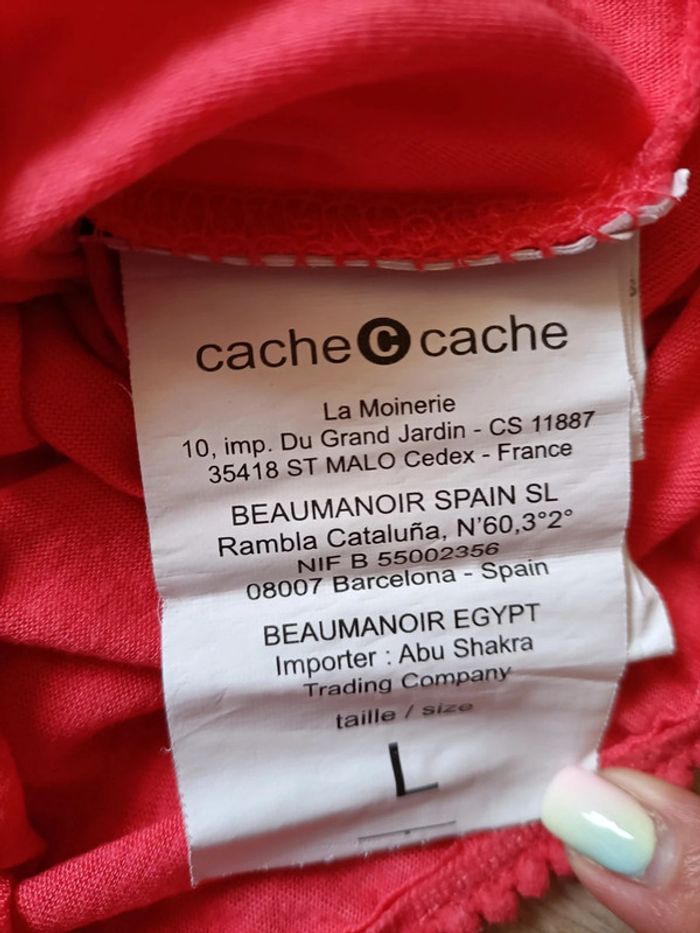 cache C cache
La Moinerie
10, imp. Du Grand Jardin - CS 11887
35418 ST MALO Cedex - France
BEAUMANOIR SPAIN SL
Rambla Cataluña, N'60,3°2°
NIF B 55002356
08007 Barcelona - Spain
BEAUMANOIR EGYPT
Importer : Abu Shakra
Trading Company
taille / size
L